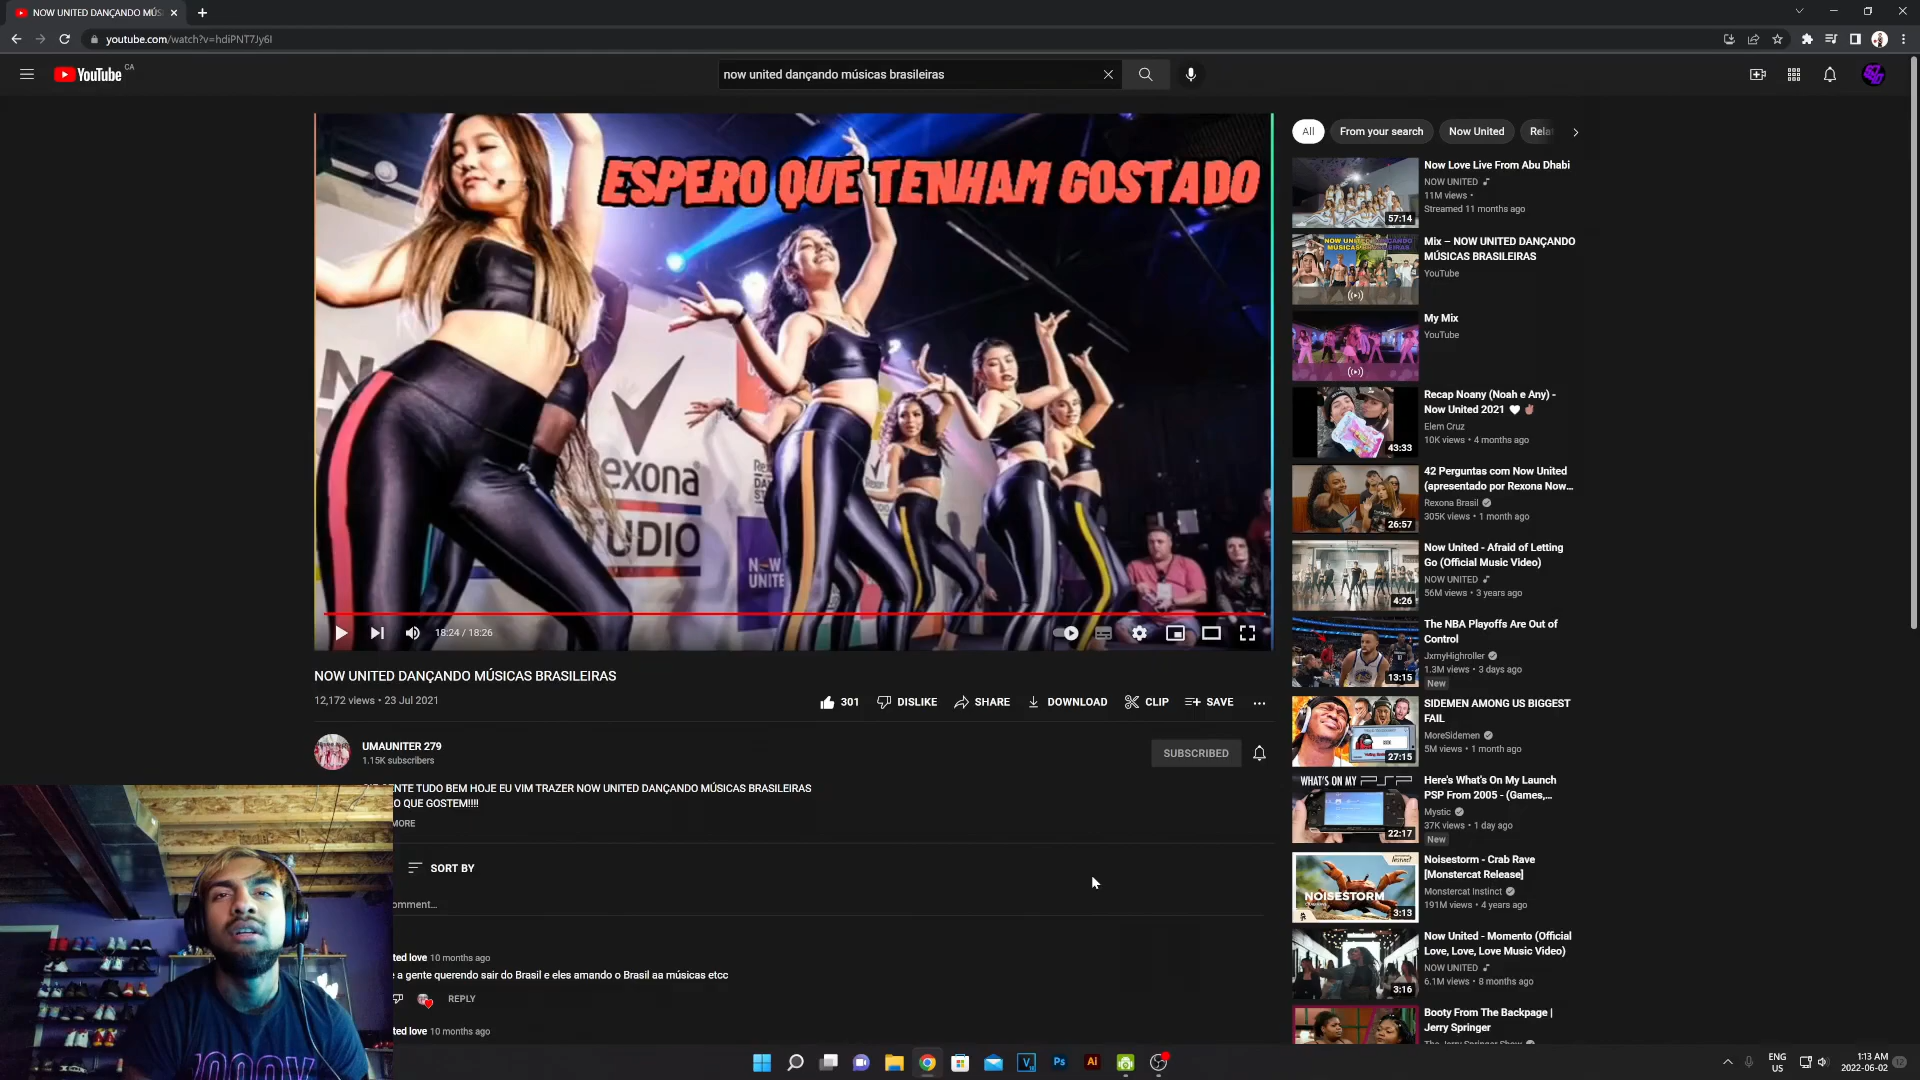 NOW UNITED DANÇANDO MÚS
youtube.com/watch?v=hdiPNT7Jy6I
YouTube CA
now united dançando músicas brasileiras
ESPERO QUE TENHAM GOSTADO
exona
TUDIO
18:24 / 18:26
NOW UNITED DANÇANDO MÚSICAS BRASILEIRAS
12,172 views • 23 Jul 2021
301 DISLIKE SHARE DOWNLOAD CLIP SAVE
UMAUNITER 279
1.15K subscribers
SUBSCRIBED
ENTE TUDO BEM HOJE EU VIM TRAZER NOW UNITED DANÇANDO MÚSICAS BRASILEIRAS
O QUE GOSTEM!!!!
MORE
SORT BY
omment...
ted love 10 months ago
e a gente querendo sair do Brasil e eles amando o Brasil aa músicas etcc
REPLY
ted love 10 months ago
All From your search Now United Rela
Now Love Live From Abu Dhabi
NOW UNITED
11M views •
Streamed 11 months ago
57:14
Mix – NOW UNITED DANÇANDO
MÚSICAS BRASILEIRAS
YouTube
My Mix
YouTube
Recap Noany (Noah e Any) -
Now United 2021
Elem Cruz
10K views • 4 months ago
43:33
42 Perguntas com Now United
(apresentado por Rexona Now...
Rexona Brasil
305K views • 1 month ago
26:57
Now United - Afraid of Letting
Go (Official Music Video)
NOW UNITED
56M views • 3 years ago
4:26
The NBA Playoffs Are Out of
Control
JxmyHighroller
1.3M views • 3 days ago
New
13:15
SIDEMEN AMONG US BIGGEST
FAIL
MoreSidemen
5M views • 1 month ago
27:15
WHAT'S ON MY PSP
Here's What's On My Launch
PSP From 2005 - (Games,...
Mystic
37K views • 1 day ago
New
22:17
NOISESTORM
Noisestorm - Crab Rave
[Monstercat Release]
Monstercat Instinct
191M views • 4 years ago
3:13
Now United - Momento (Official
Love, Love, Love Music Video)
NOW UNITED
6.1M views • 8 months ago
3:16
Booty From The Backpage |
Jerry Springer
ENG
US
1:13 AM
2022-06-02